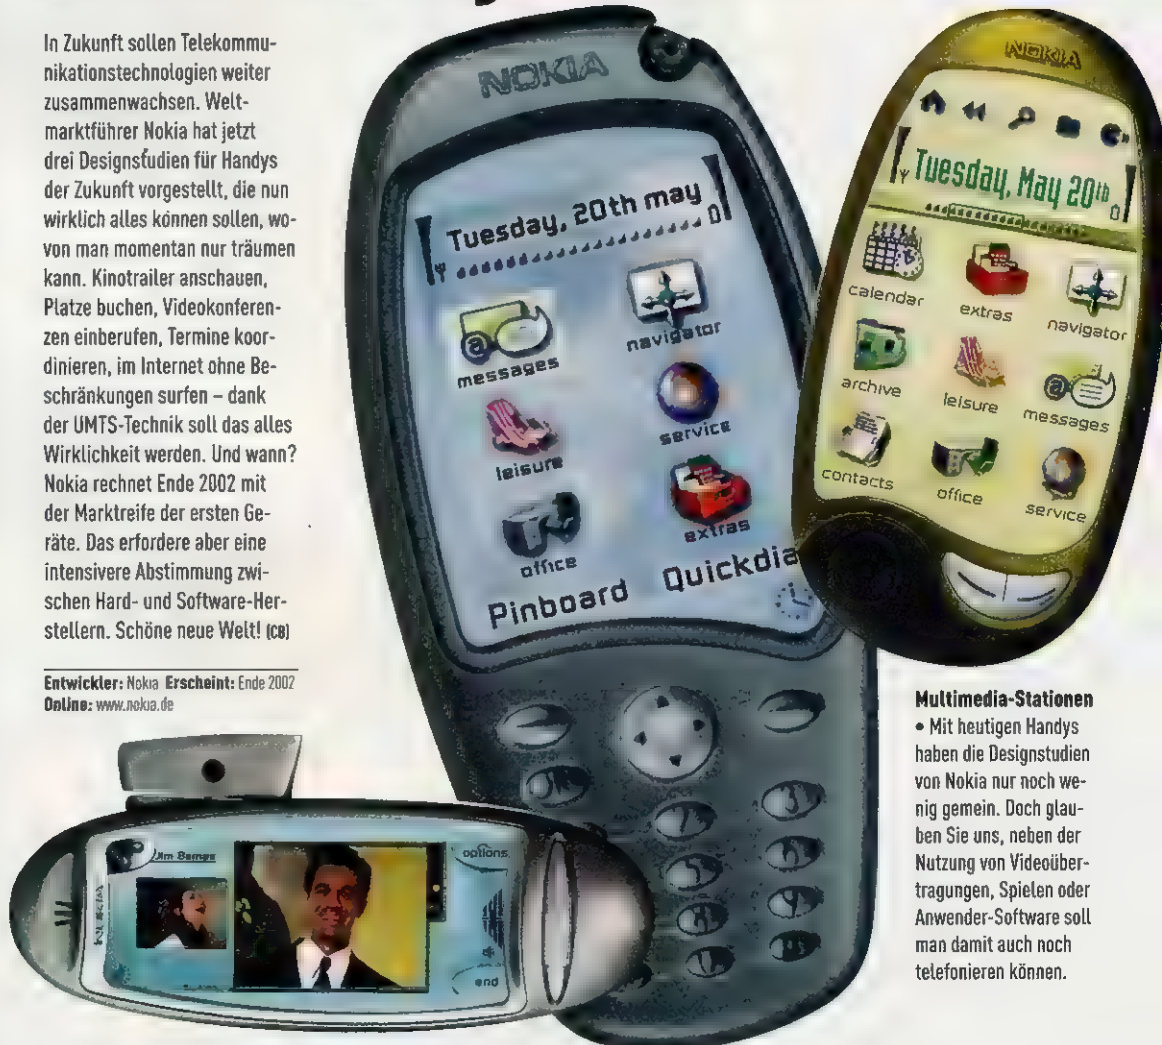 In Zukunft sollen Telekommu-
nikationstechnologien weiter
zusammenwachsen. Welt-
marktführer Nokia hat jetzt
drei Designstudien für Handys
der Zukunft vorgestellt, die nun
wirklich alles können sollen, wo-
von man momentan nur träumen
kann. Kinotrailer anschauen,
Platze buchen, Videokonferen-
zen einberufen, Termine koor-
dinieren, im Internet ohne Be-
schränkungen surfen – dank
der UMTS-Technik soll das alles
Wirklichkeit werden. Und wann?
Nokia rechnet Ende 2002 mit
der Marktreife der ersten Ge-
räte. Das erfordere aber eine
intensivere Abstimmung zwi-
schen Hard- und Software-Her-
stellern. Schöne neue Welt! (CB)
Entwickler: Nokia Erscheint: Ende 2002
Online: www.nokia.de
NOKIA
Tuesday, 20th may
messages
navigator
leisure
service
office
extras
Pinboard Quickdia
NOKIA
Tuesday, May 20th
calendar
extras
navigator
archive
leisure
messages
contacts
office
service
Jim
options
NOKIA
end
Multimedia-Stationen
• Mit heutigen Handys
haben die Designstudien
von Nokia nur noch we-
nig gemein. Doch glau-
ben Sie uns, neben der
Nutzung von Videoüber-
tragungen, Spielen oder
Anwender-Software soll
man damit auch noch
telefonieren können.